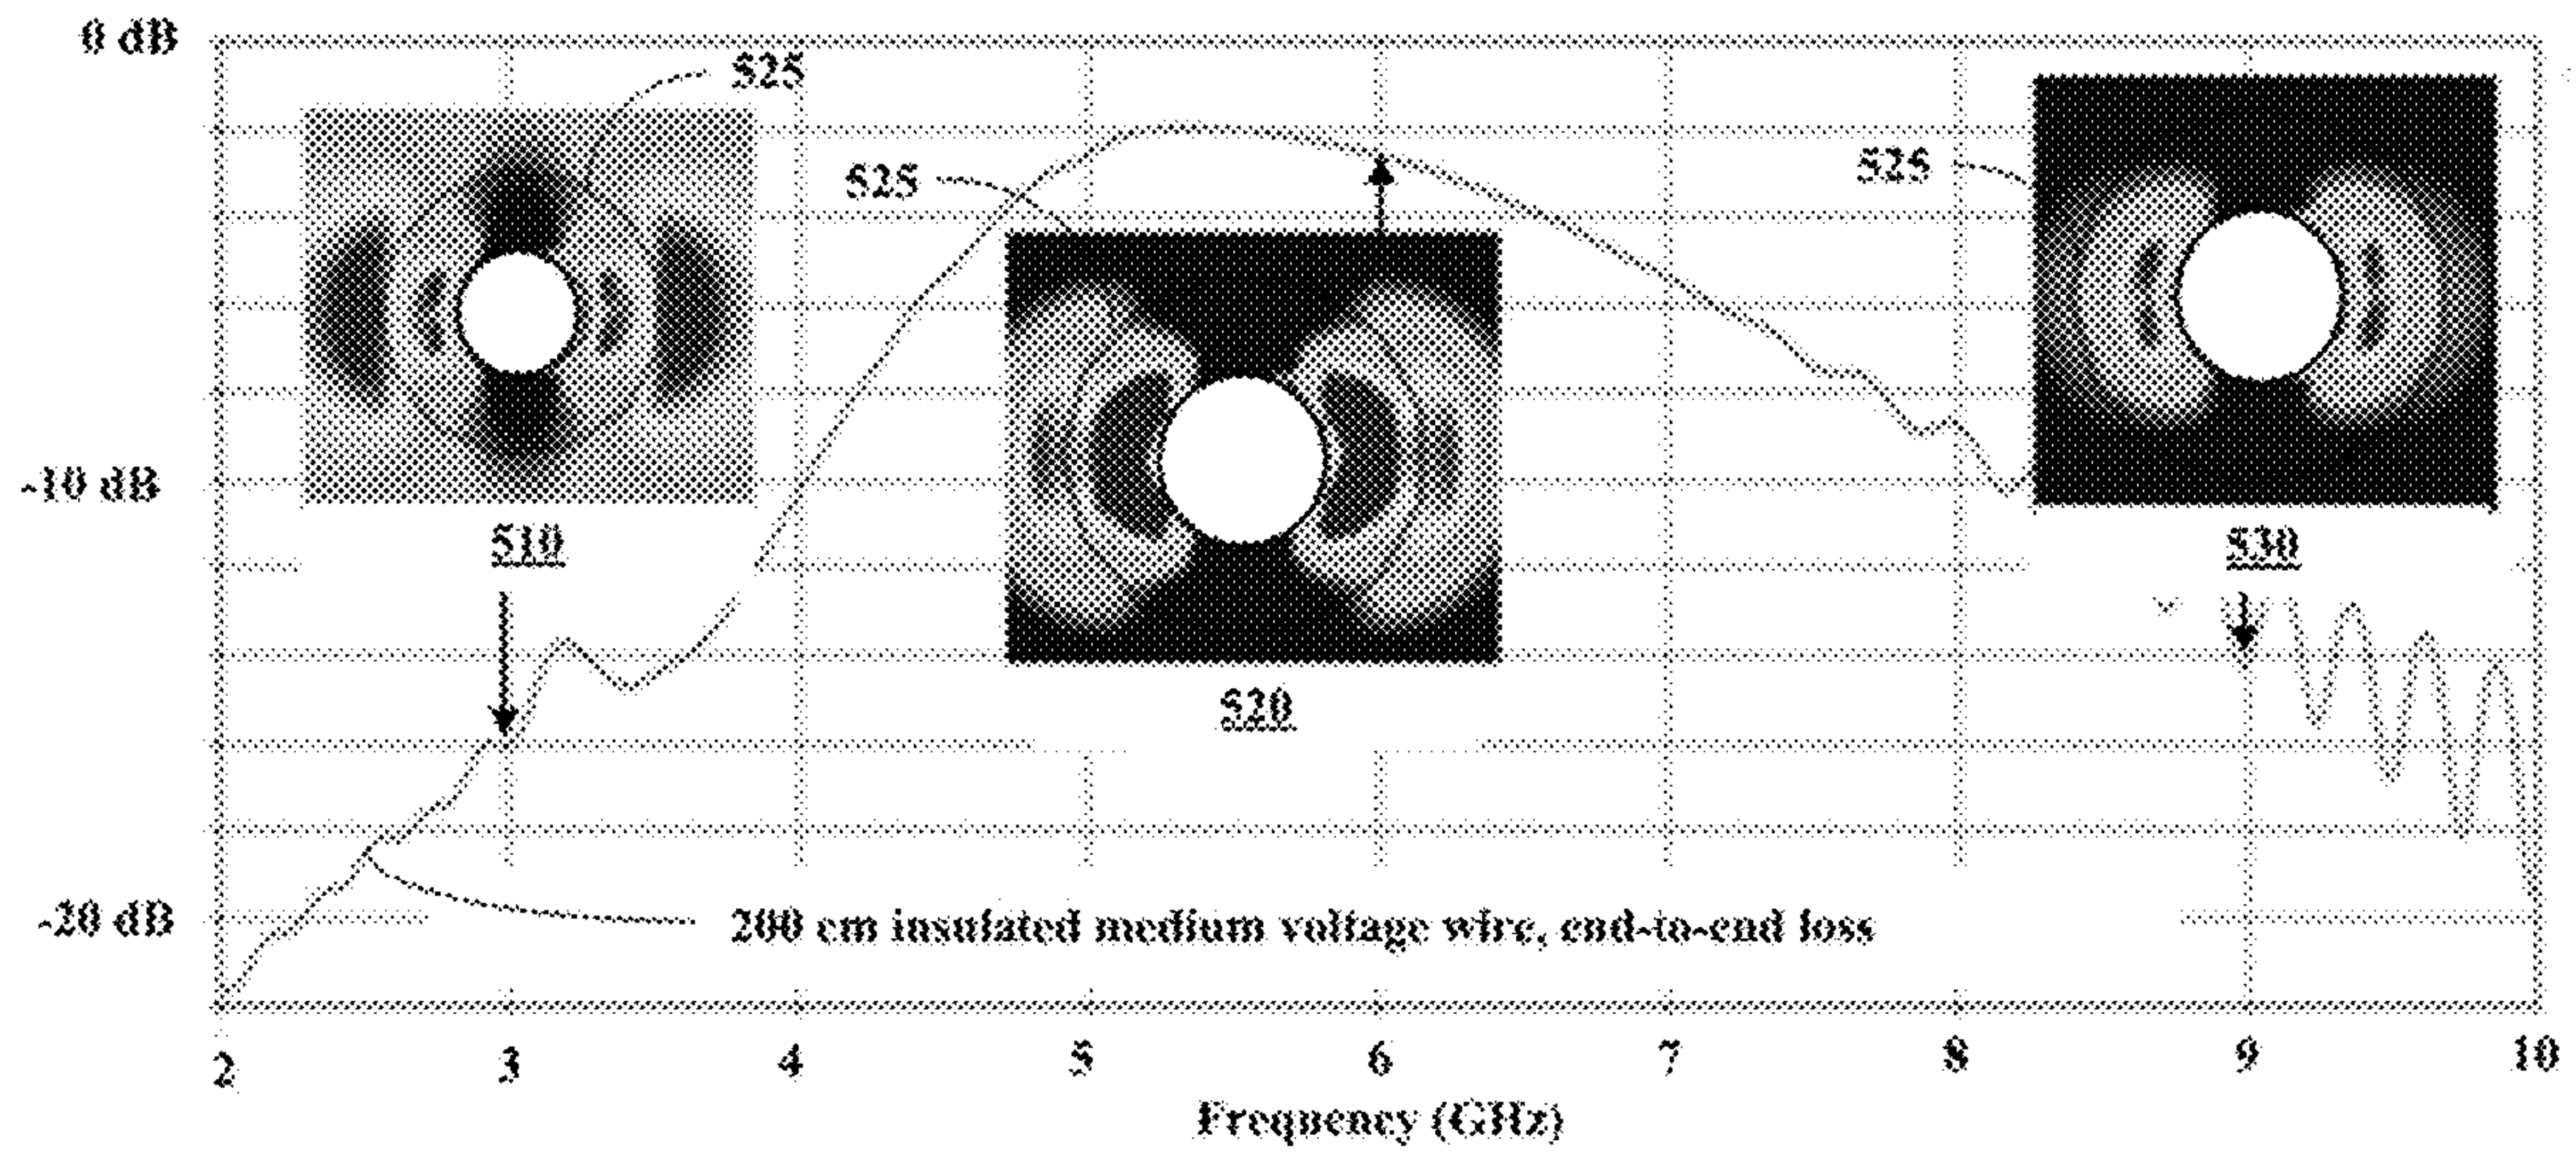 0 dB
525
525
525
-10 dB
510
530
520
-20 dB
200 cm insulated medium voltage wire, end-to-end loss
2 3 4 5 6 7 8 9 10
Frequency (GHz)